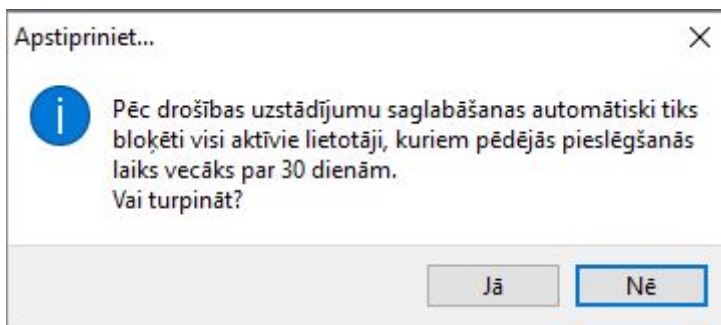 Apstipriniet...
Pēc drošības uzstādījumu saglabāšanas automātiski tiks
bloķēti visi aktīvie lietotāji, kuriem pēdējās pieslēgšanās
laiks vecāks par 30 dienām.
Vai turpināt?
Jā
Nē